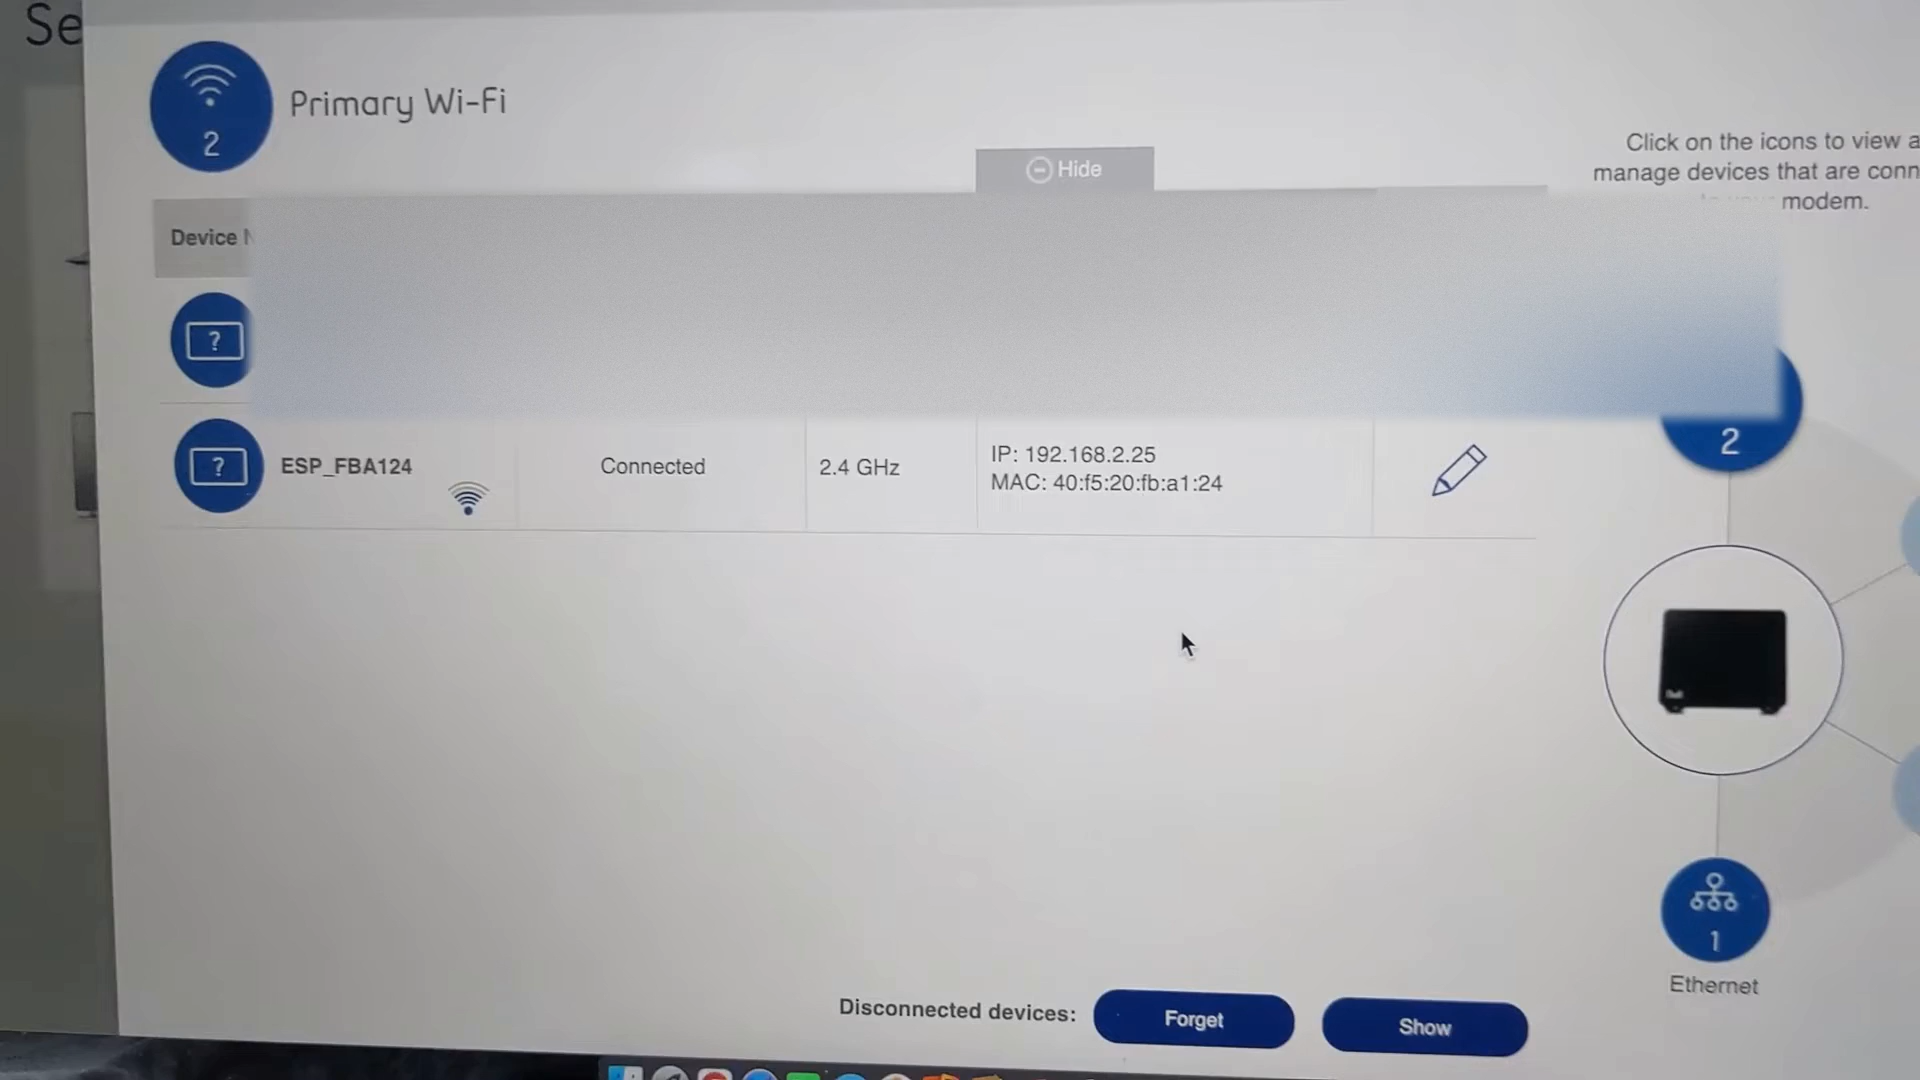 Se
2
Primary Wi-Fi
Hide
Click on the icons to view a
manage devices that are conn
modem.
Device
?
?
ESP_FBA124
Connected
2.4 GHz
IP: 192.168.2.25
MAC: 40:f5:20:fb:a1:24
2
1
Ethernet
Disconnected devices:
Forget
Show